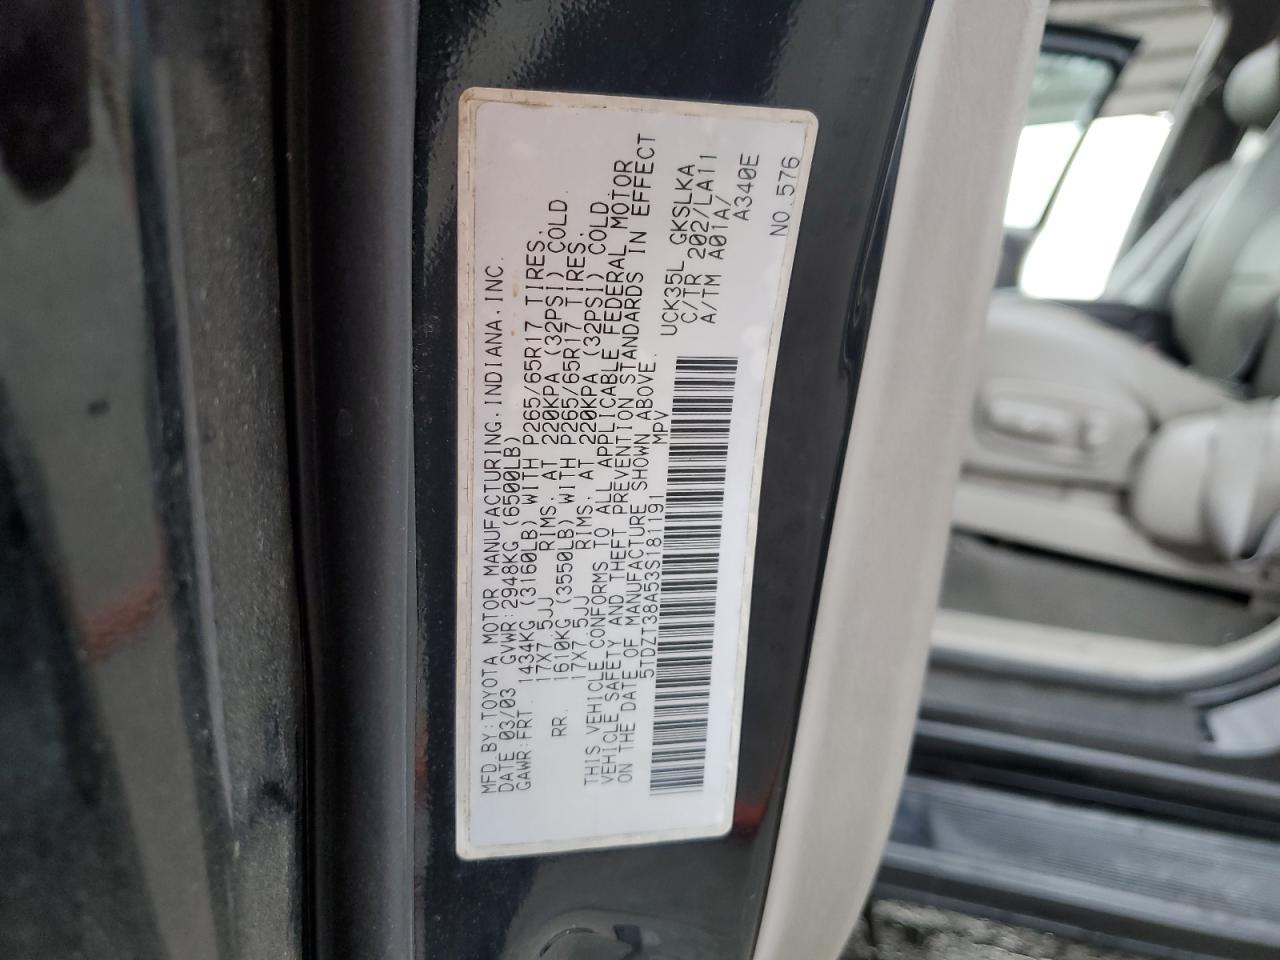 MFD.BY:TOYOTA MOTOR MANUFACTURING.INDIANA.INC.
DATE 03/03 GVWR:2948KG (6500LB)
GAWR:FRT. 1434KG (3160LB) WITH P265/65R17 TIRES.
17X7.5JJ RIMS. AT 220KPA (32PSI) COLD.
RR. 1610KG (3550LB) WITH P265/65R17 TIRES.
17X7.5JJ RIMS. AT 220KPA (32PSI) COLD.
THIS VEHICLE CONFORMS TO ALL APPLICABLE FEDERAL MOTOR
VEHICLE SAFETY AND THEFT PREVENTION STANDARDS IN EFFECT
ON THE DATE OF MANUFACTURE SHOWN ABOVE.
5TDZT38A53S181191 MPV
UCK35L GKSLKA
C/TR 202/LA11
A/TM A01A/
A340E
NO.576